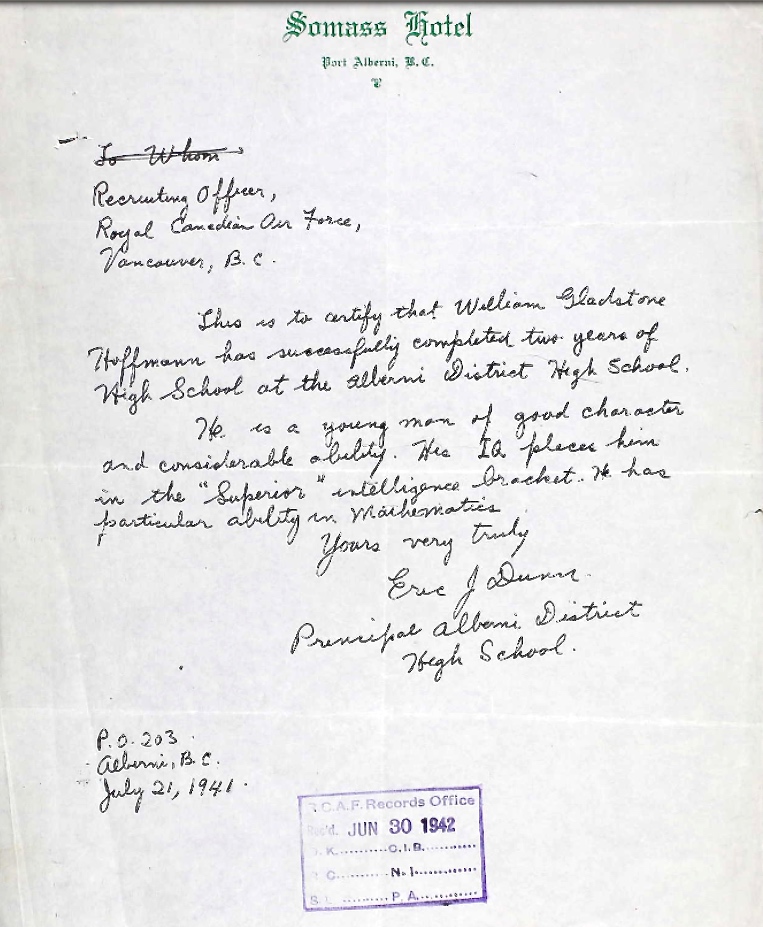 Somass Hotel
Port Alberni, B.C.
To Whom
Recruiting Officer,
Royal Canadian Air Force,
Vancouver, B.C.
This is to certify that William Gladstone
Hoffmann has successfully completed two years of
High School at the Alberni District High School.
He is a young man of good character
and considerable ability. His IQ places him
in the "Superior" intelligence bracket. He has
particular ability in Mathematics
Yours very truly
Eric J Dunn.
Principal Alberni District
High School.
P.O. 203
Alberni, B.C.
July 21, 1941.
R.C.A.F. Records Office
Rec'd. JUN 30 1942
D.K.......... C.I.B............
R.C.......... N.I............
S.L.......... P.A............